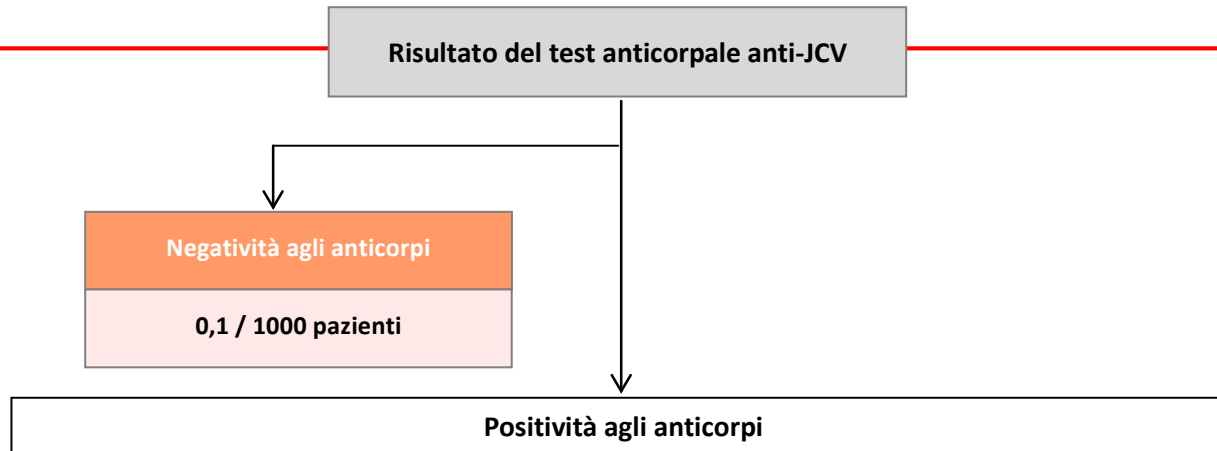 Risultato del test anticorpale anti-JCV
Negatività agli anticorpi
0,1 / 1000 pazienti
Positività agli anticorpi